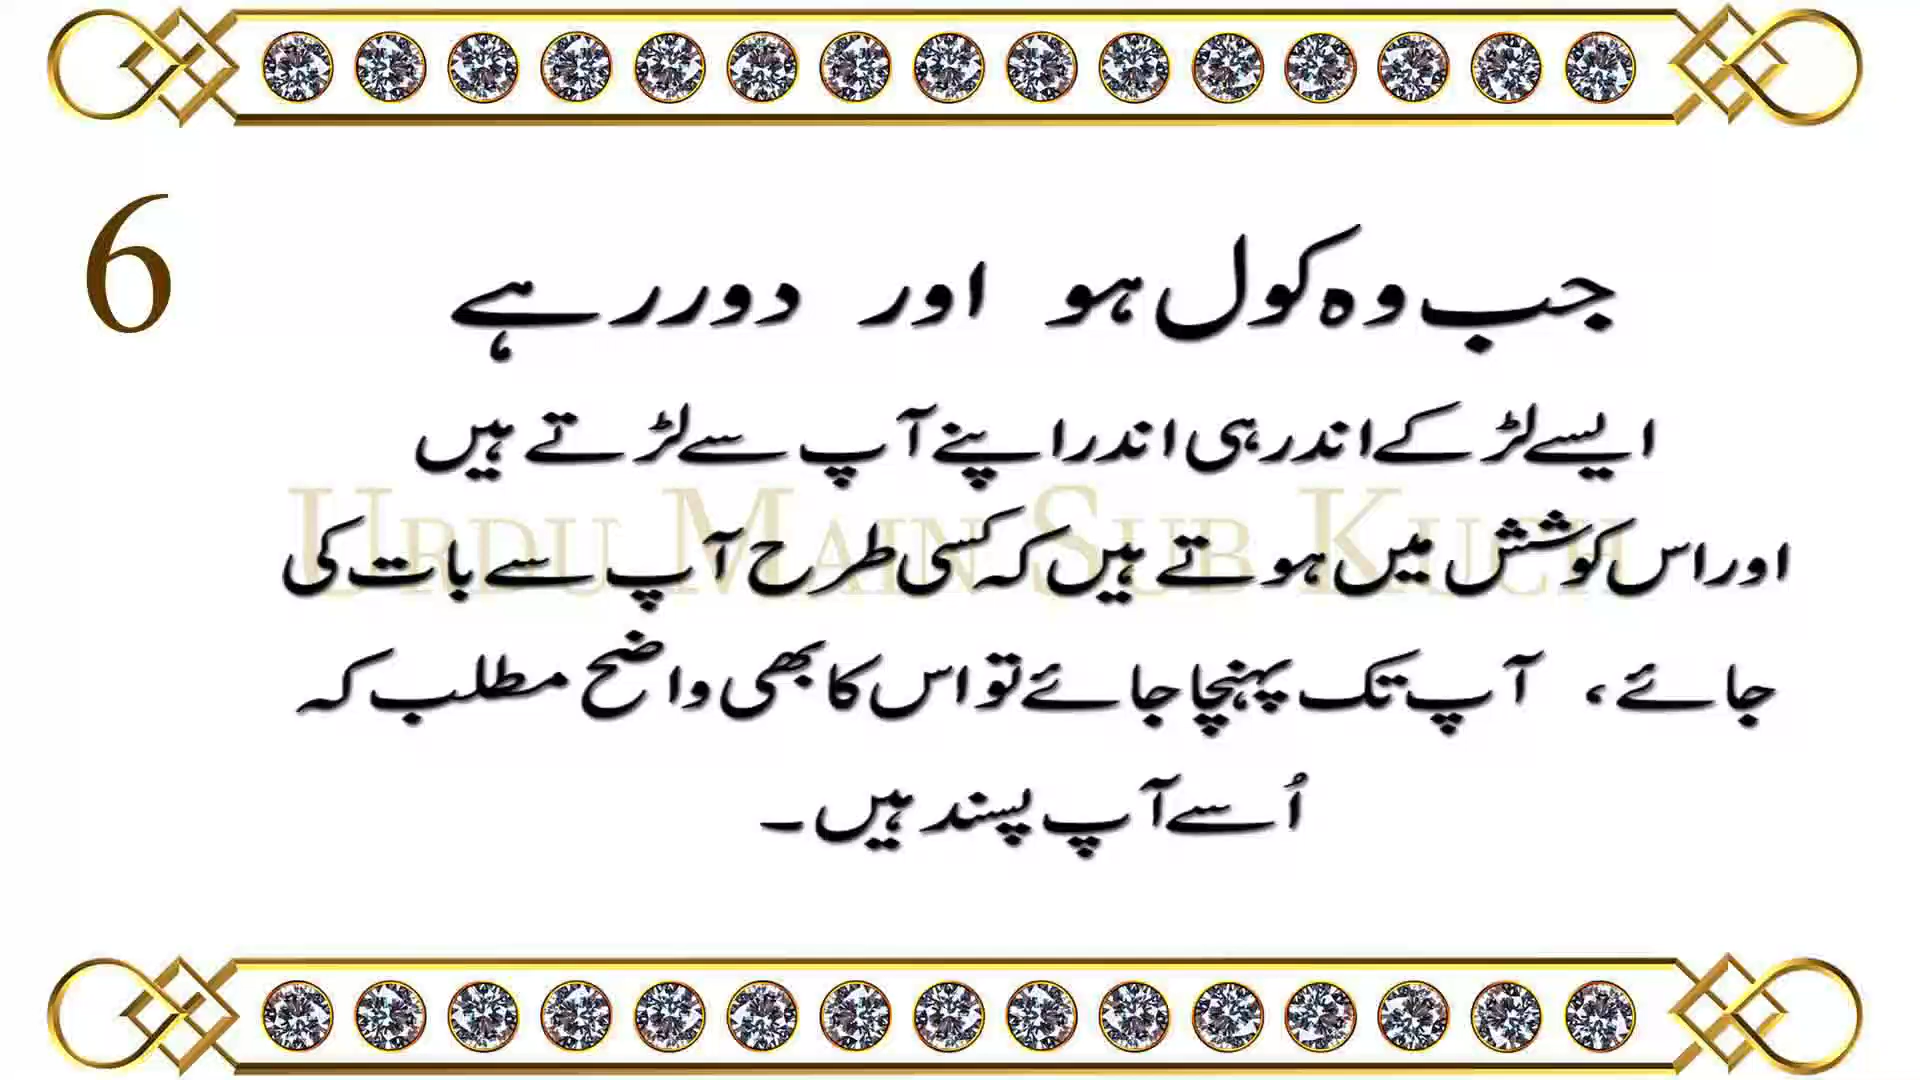 6
جب وہ کول ہو اور دور رہے
ایسے لڑکے اندر ہی اندر اپنے آپ سے لڑتے ہیں
اور اس کوشش میں ہوتے ہیں کہ کسی طرح آپ سے بات کی
جائے، آپ تک پہنچا جائے تو اس کا بھی واضح مطلب کہ
اُسے آپ پسند ہیں۔
URDU MAIN SUB KUCH